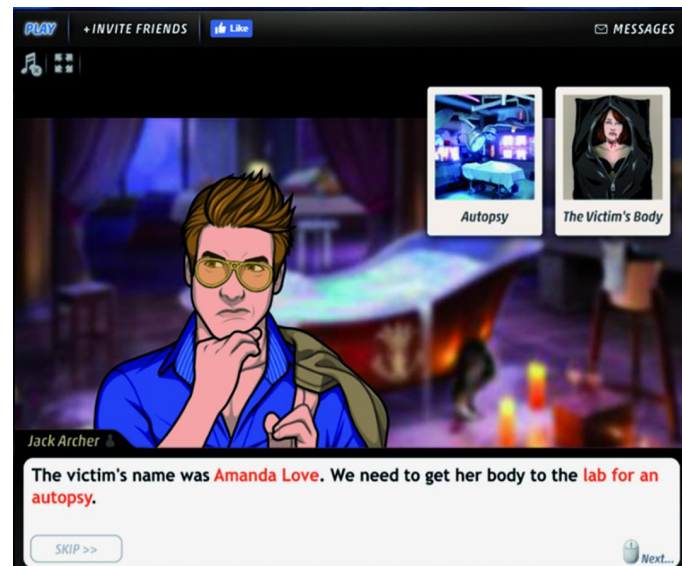 PLAY +INVITE FRIENDS Like MESSAGES
Autopsy The Victim's Body
Jack Archer
The victim's name was Amanda Love. We need to get her body to the lab for an
autopsy.
SKIP >> Next...